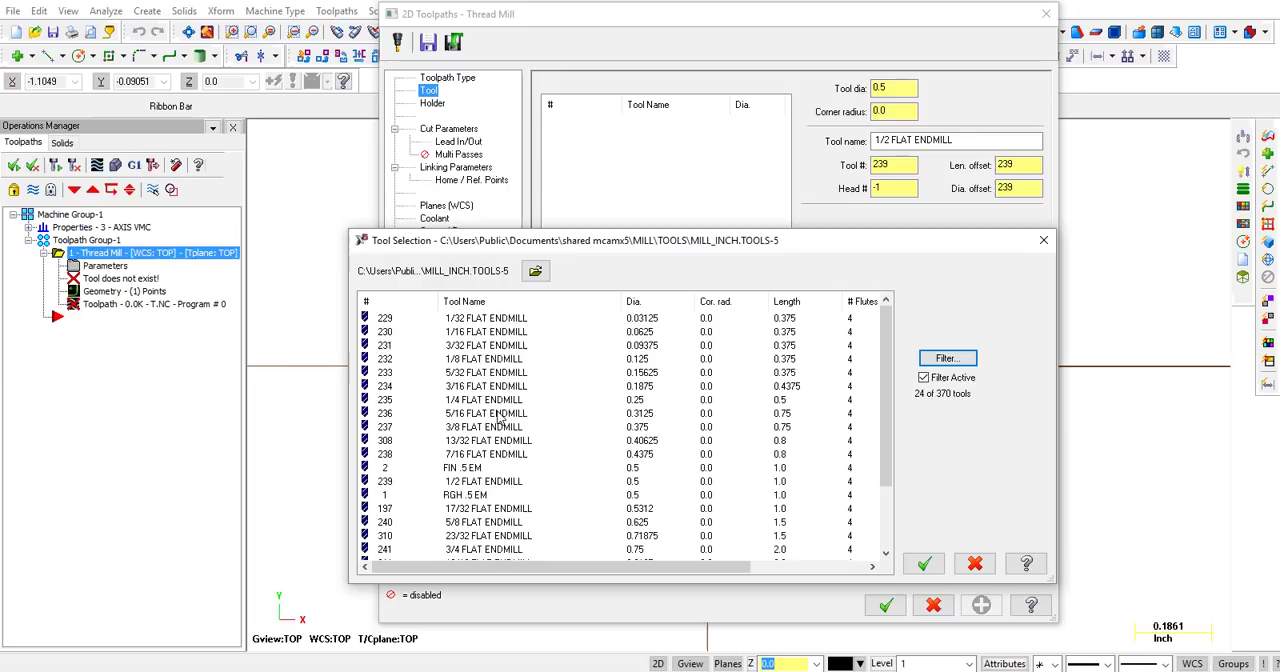 File Edit View Analyze Create Solids Xform Machine Type Toolpaths
2D Toolpaths - Thread Mill
X -1.1049 Y -0.09051 Z 0.0
Ribbon Bar
Operations Manager
Toolpaths Solids
G1
Machine Group-1
Properties - 3 - AXIS VMC
Toolpath Group-1
1 - Thread Mill - [WCS: TOP] - [Tplane: TOP]
Parameters
Tool does not exist!
Geometry - (1) Points
Toolpath - 0.0K - T.NC - Program # 0
Toolpath Type
Tool
Holder
Cut Parameters
Lead In/Out
Multi Passes
Linking Parameters
Home / Ref. Points
Planes (WCS)
Coolant
# Tool Name Dia.
Tool dia: 0.5
Corner radius: 0.0
Tool name: 1/2 FLAT ENDMILL
Tool #: 239 Len. offset: 239
Head # -1 Dia. offset: 239
Tool Selection - C:\Users\Public\Documents\shared mcamx5\MILL\TOOLS\MILL_INCH.TOOLS-5
C:\Users\Publi...\MILL_INCH.TOOLS-5
# Tool Name Dia. Cor. rad. Length # Flutes
229 1/32 FLAT ENDMILL 0.03125 0.0 0.375 4
230 1/16 FLAT ENDMILL 0.0625 0.0 0.375 4
231 3/32 FLAT ENDMILL 0.09375 0.0 0.375 4
232 1/8 FLAT ENDMILL 0.125 0.0 0.375 4
233 5/32 FLAT ENDMILL 0.15625 0.0 0.375 4
234 3/16 FLAT ENDMILL 0.1875 0.0 0.4375 4
235 1/4 FLAT ENDMILL 0.25 0.0 0.5 4
236 5/16 FLAT ENDMILL 0.3125 0.0 0.75 4
237 3/8 FLAT ENDMILL 0.375 0.0 0.75 4
308 13/32 FLAT ENDMILL 0.40625 0.0 0.8 4
238 7/16 FLAT ENDMILL 0.4375 0.0 0.8 4
2 FIN .5 EM 0.5 0.0 1.0 4
239 1/2 FLAT ENDMILL 0.5 0.0 1.0 4
1 RGH .5 EM 0.5 0.0 1.0 4
197 17/32 FLAT ENDMILL 0.5312 0.0 1.0 4
240 5/8 FLAT ENDMILL 0.625 0.0 1.5 4
310 23/32 FLAT ENDMILL 0.71875 0.0 1.5 4
241 3/4 FLAT ENDMILL 0.75 0.0 2.0 4
Filter...
Filter Active
24 of 370 tools
= disabled
Y
X
Gview:TOP WCS:TOP T/Cplane:TOP
0.1861
Inch
2D Gview Planes Z 0.0 Level 1 Attributes WCS Groups